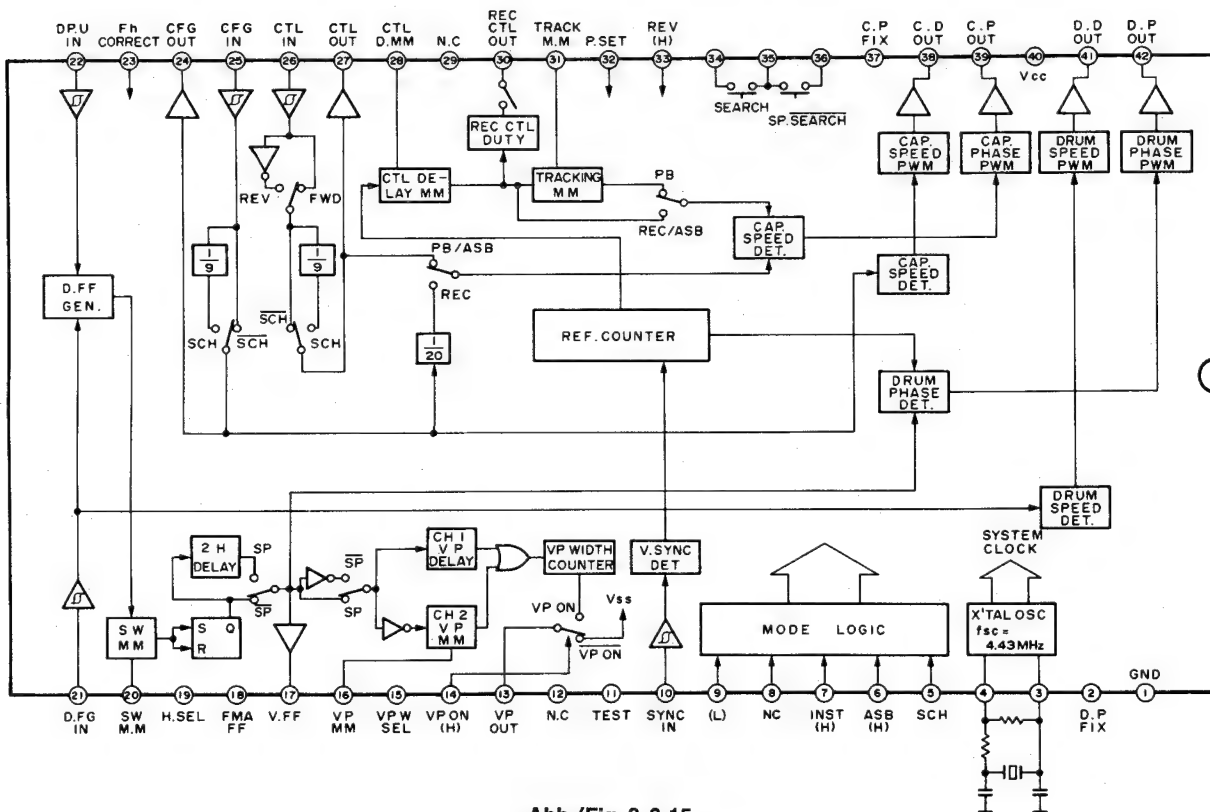 DP.U IN
Fh CORRECT
CFG OUT
CFG IN
CTL IN
CTL OUT
CTL D.MM
N.C
REC CTL OUT
TRACK M.M
P.SET
REV (H)
C.P FIX
C.D OUT
C.P OUT
Vcc
D.D OUT
D.P OUT
22
23
24
25
26
27
28
29
30
31
32
33
34
35
36
37
38
39
40
41
42
SEARCH
SP.SEARCH
REC CTL DUTY
CAP. SPEED PWM
CAP. PHASE PWM
DRUM SPEED PWM
DRUM PHASE PWM
REV
FWD
CTL DE-LAY MM
TRACKING MM
PB
REC/ASB
CAP. SPEED DET.
1/9
1/9
PB/ASB
REC
CAP. SPEED DET.
D.FF GEN.
SCH
SCH
SCH
SCH
1/20
REF. COUNTER
DRUM PHASE DET.
DRUM SPEED DET.
SYSTEM CLOCK
2 H DELAY
SP
SP
SP
SP
CH 1 VP DELAY
CH 2 VP MM
VP WIDTH COUNTER
VP ON
VP ON
Vss
V.SYNC DET
MODE LOGIC
X'TAL OSC
fsc = 4.43 MHz
SW MM
S Q
R
21
20
19
18
17
16
15
14
13
12
11
10
9
8
7
6
5
4
3
2
1
GND
D.FG IN
SW M.M
H.SEL
FMA FF
V.FF
VP MM
VP.W SEL
VP ON (H)
VP OUT
N.C
TEST
SYNC IN
(L)
NC
INST (H)
ASB (H)
SCH
D.P FIX